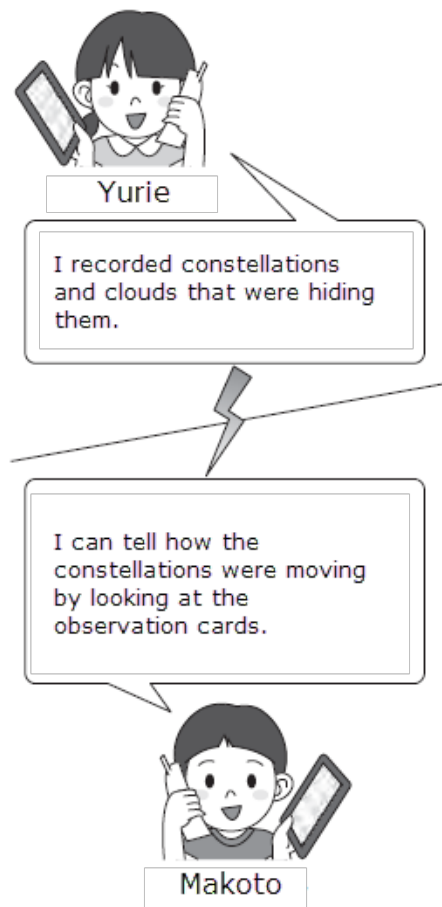 Yurie
I recorded constellations
and clouds that were hiding
them.
I can tell how the
constellations were moving
by looking at the
observation cards.
Makoto